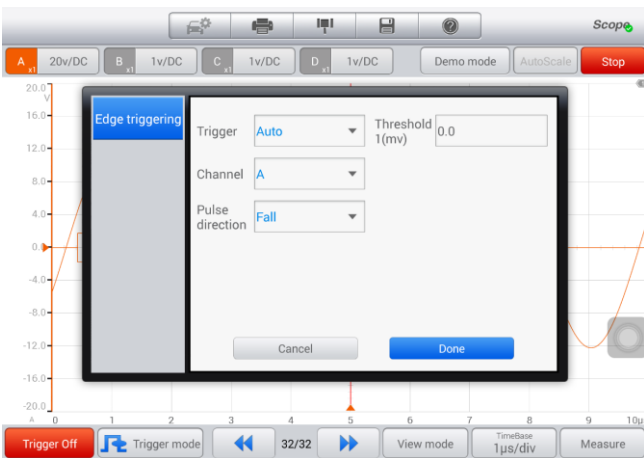 Scope
A x1 20v/DC B x1 1v/DC C x1 1v/DC D x1 1v/DC Demo mode AutoScale Stop
20.0
V
16.0
12.0
8.0
4.0
0.0
-4.0
-8.0
-12.0
-16.0
-20.0
Edge triggering
Trigger Auto Threshold
1(mv) 0.0
Channel A
Pulse
direction Fall
Cancel Done
A 0 1 2 3 4 5 6 7 8 9 10μ
Trigger Off Trigger mode 32/32 View mode TimeBase
1μs/div Measure